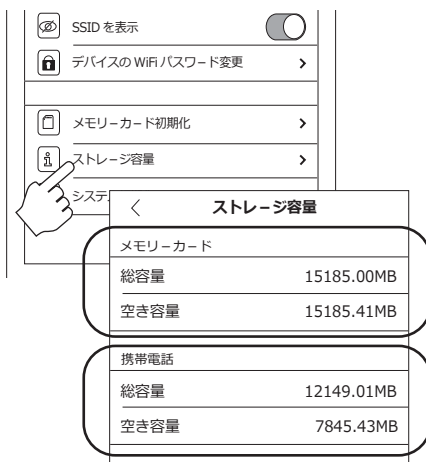 SSID を表示
デバイスの WiFi パスワード変更
メモリーカード初期化
ストレージ容量
システ
ストレージ容量
メモリーカード
総容量 15185.00MB
空き容量 15185.41MB
携帯電話
総容量 12149.01MB
空き容量 7845.43MB